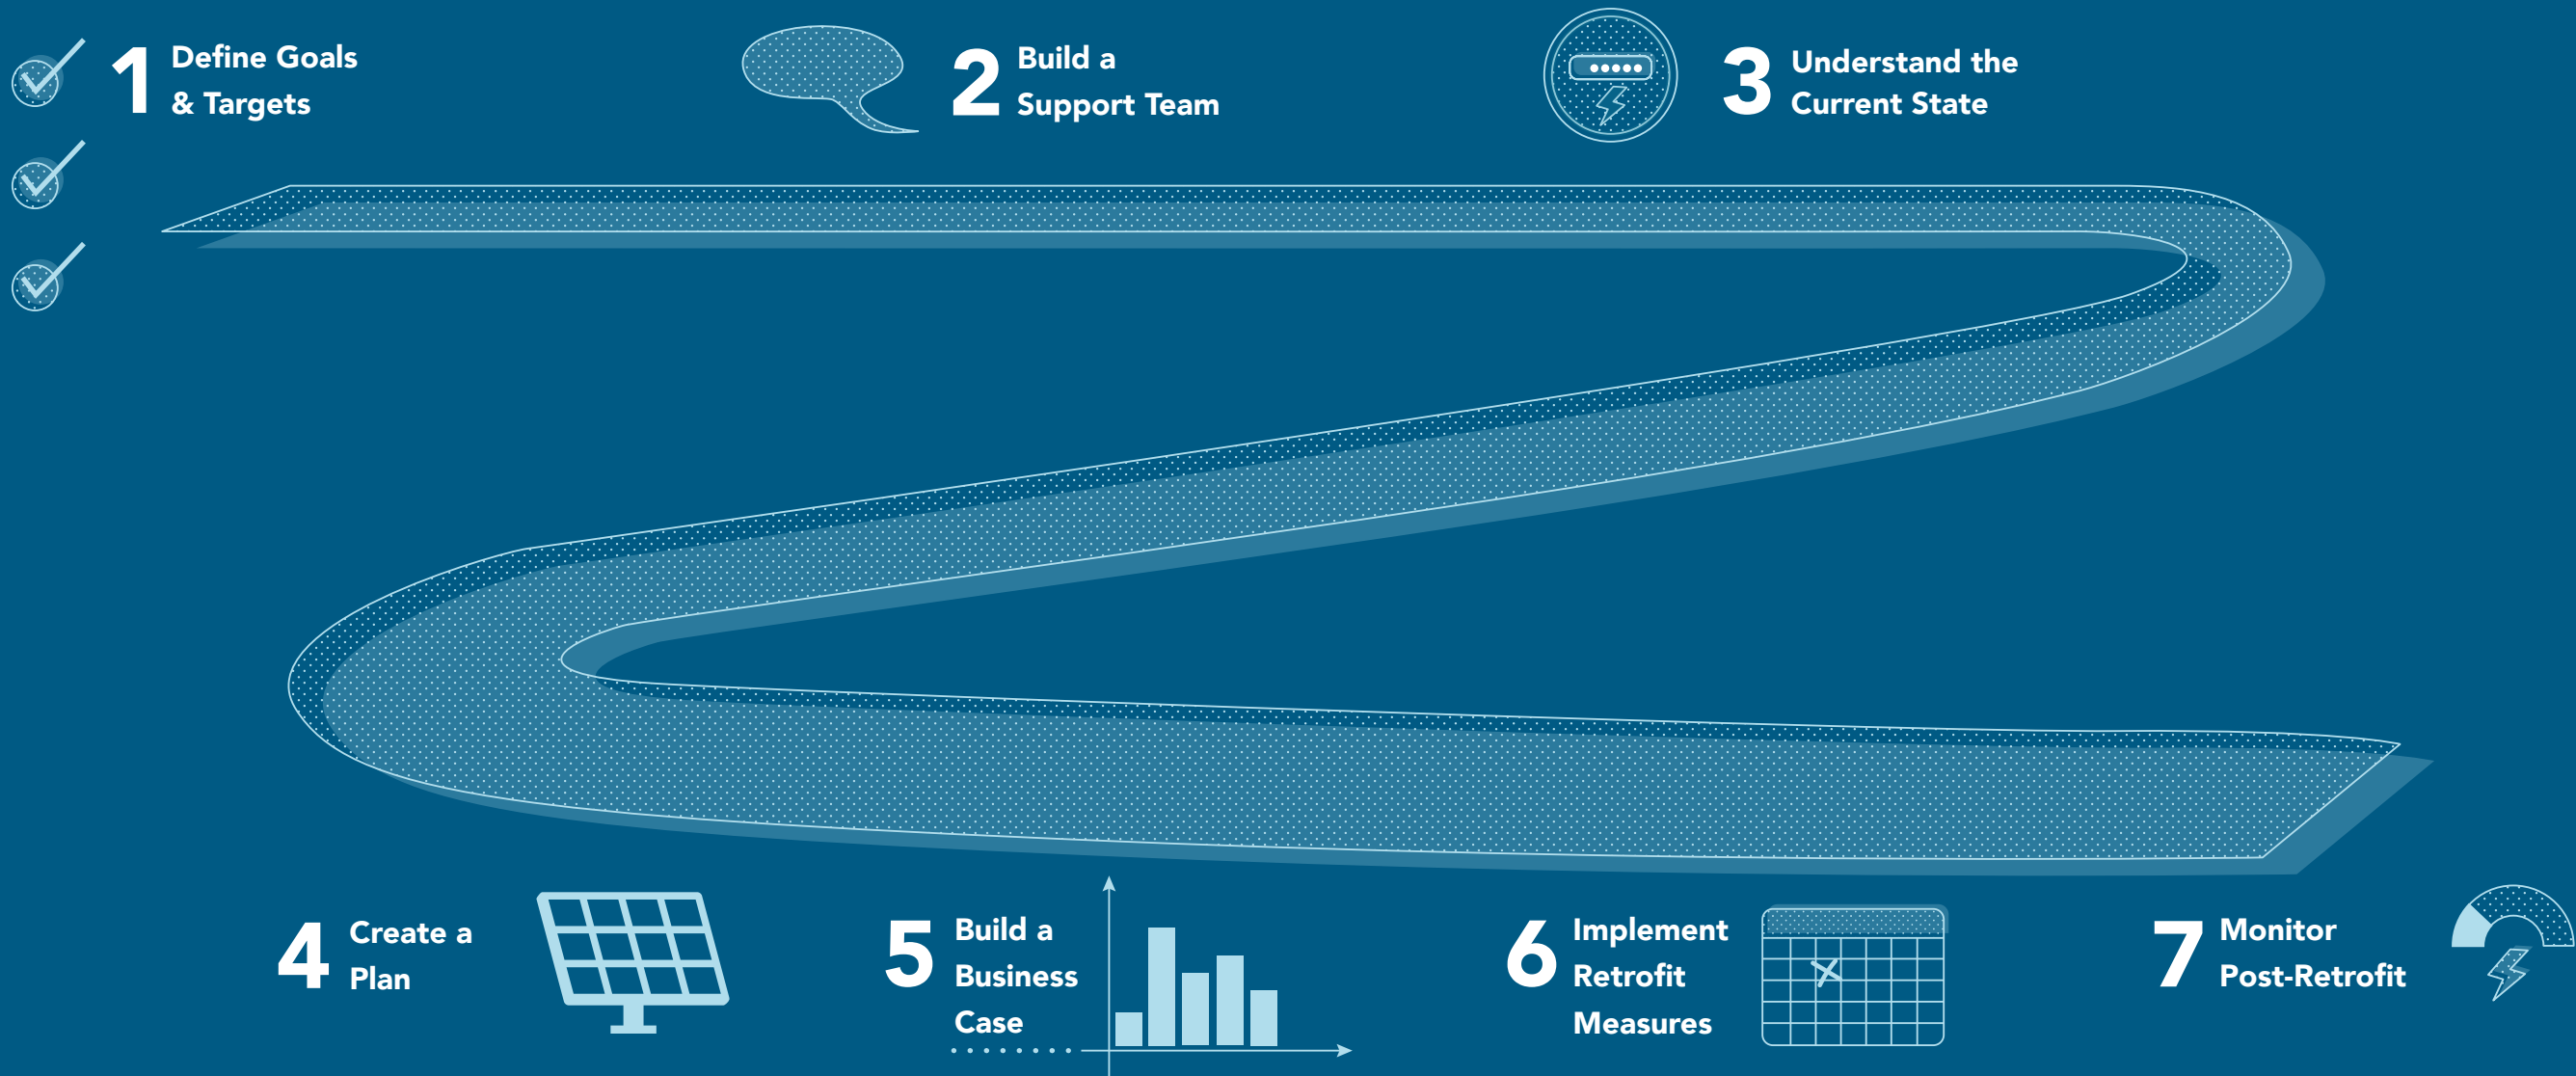 1 Define Goals
& Targets
2 Build a
Support Team
3 Understand the
Current State
4 Create a
Plan
5 Build a
Business
Case
6 Implement
Retrofit
Measures
7 Monitor
Post-Retrofit